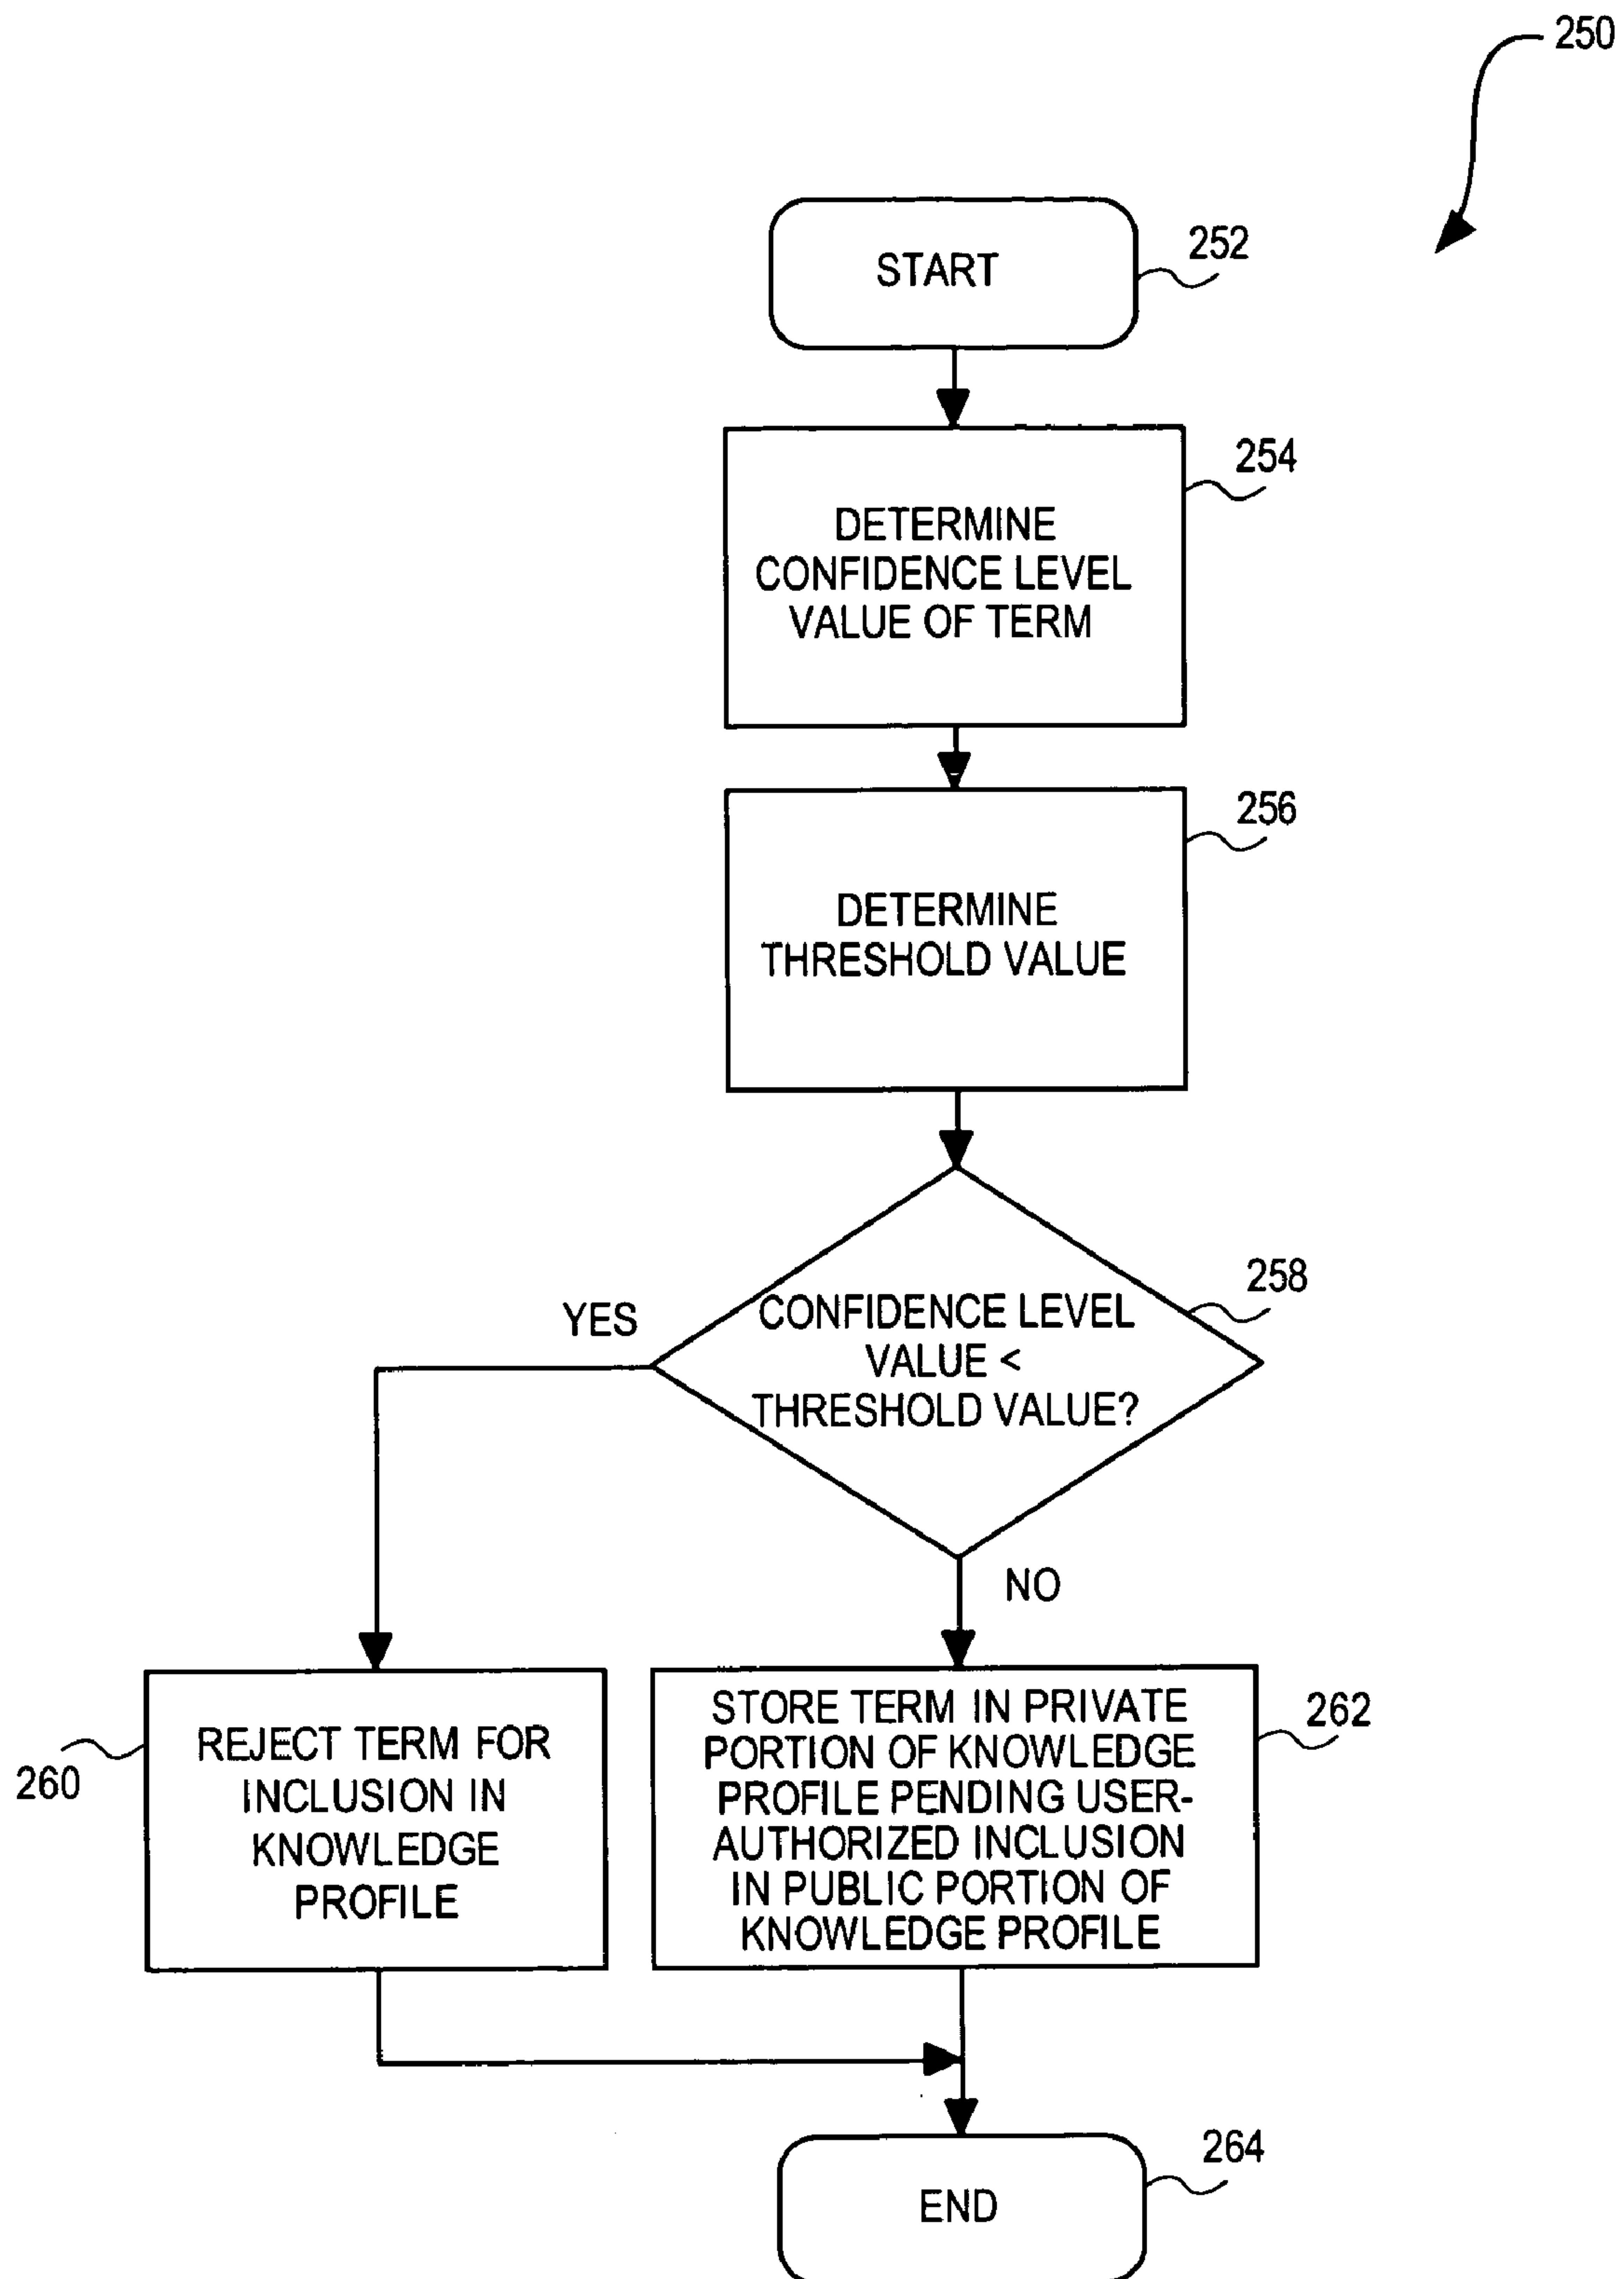 250
START
252
DETERMINE
CONFIDENCE LEVEL
VALUE OF TERM
254
DETERMINE
THRESHOLD VALUE
256
CONFIDENCE LEVEL
VALUE <
THRESHOLD VALUE?
258
YES
NO
REJECT TERM FOR
INCLUSION IN
KNOWLEDGE
PROFILE
260
STORE TERM IN PRIVATE
PORTION OF KNOWLEDGE
PROFILE PENDING USER-
AUTHORIZED INCLUSION
IN PUBLIC PORTION OF
KNOWLEDGE PROFILE
262
END
264